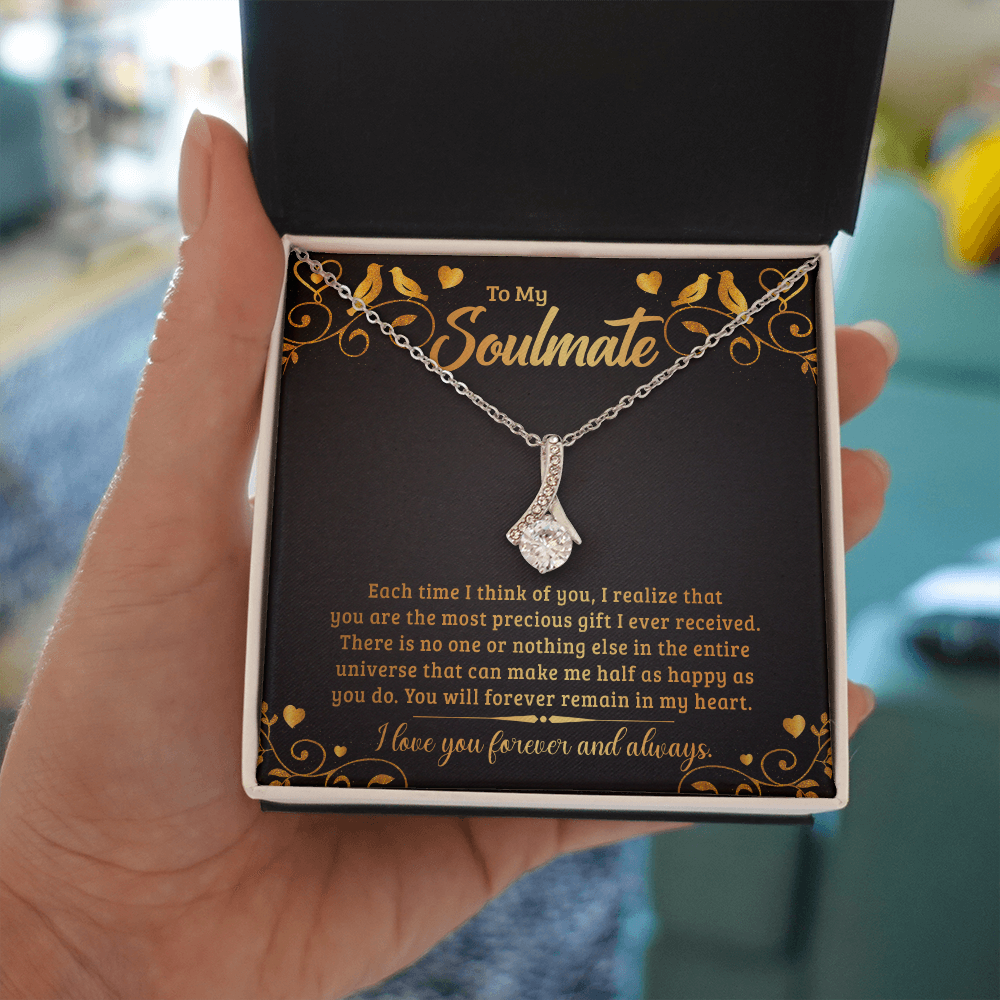 To My
Soulmate
Each time I think of you, I realize that
you are the most precious gift I ever received.
There is no one or nothing else in the entire
universe that can make me half as happy as
you do. You will forever remain in my heart.
I love you forever and always.